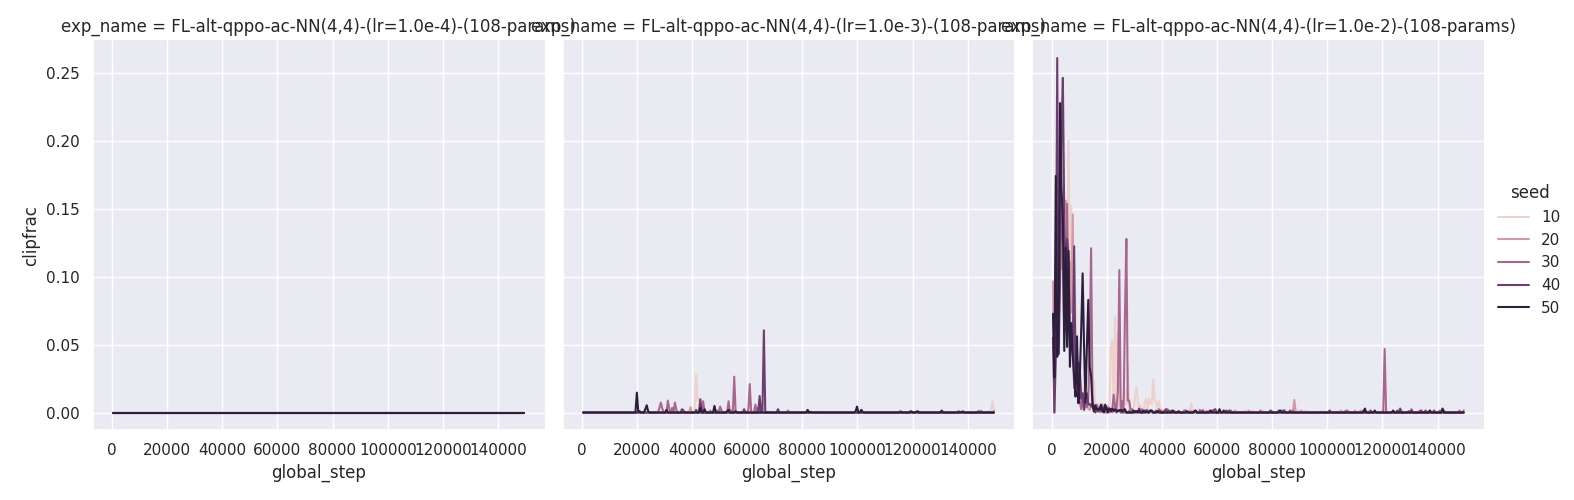 exp_name = FL-alt-qppo-ac-NN(4,4)-(lr=1.0e-4)-(108-params)
exp_name = FL-alt-qppo-ac-NN(4,4)-(lr=1.0e-3)-(108-params)
exp_name = FL-alt-qppo-ac-NN(4,4)-(lr=1.0e-2)-(108-params)
clipfrac
0.25
0.20
0.15
0.10
0.05
0.00
0 20000 40000 60000 80000 100000 120000 140000
global_step
0 20000 40000 60000 80000 100000 120000 140000
global_step
0 20000 40000 60000 80000 100000 120000 140000
global_step
seed
10
20
30
40
50